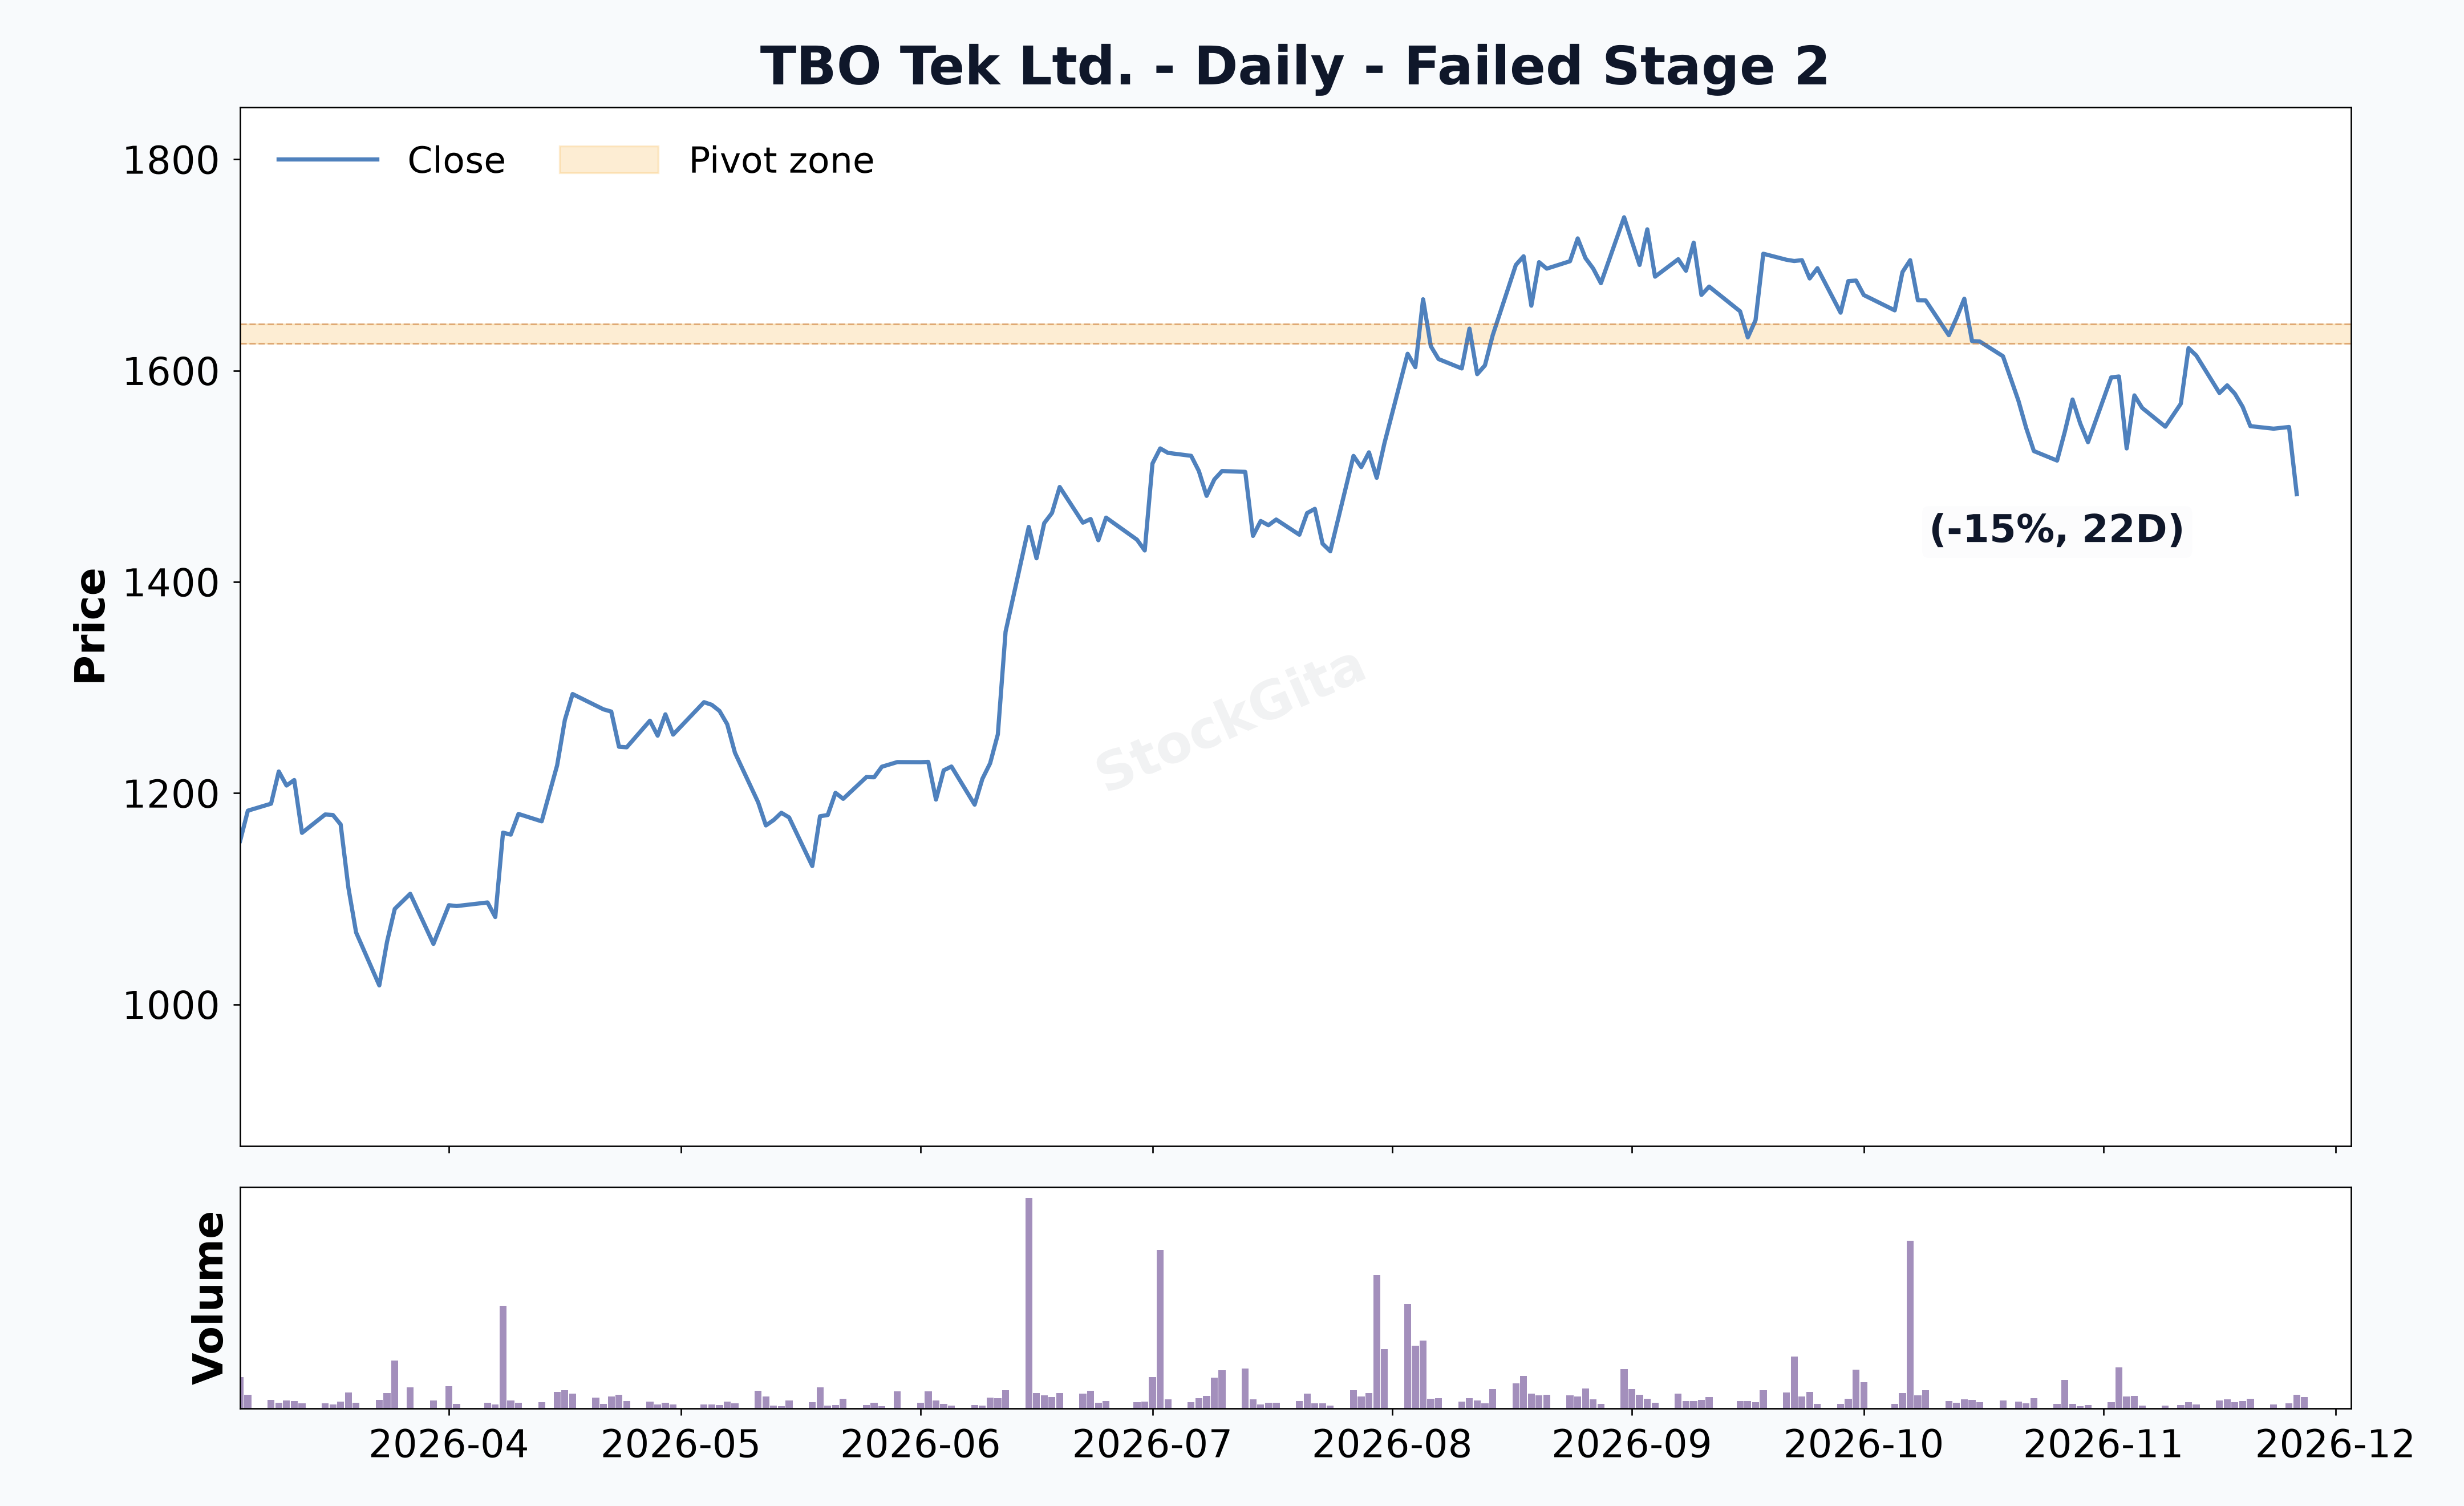 TBO Tek Ltd. - Daily - Failed Stage 2
Close
Pivot zone
1800
1600
1400
1200
1000
Price
(-15%, 22D)
StockGita
Volume
2026-04
2026-05
2026-06
2026-07
2026-08
2026-09
2026-10
2026-11
2026-12